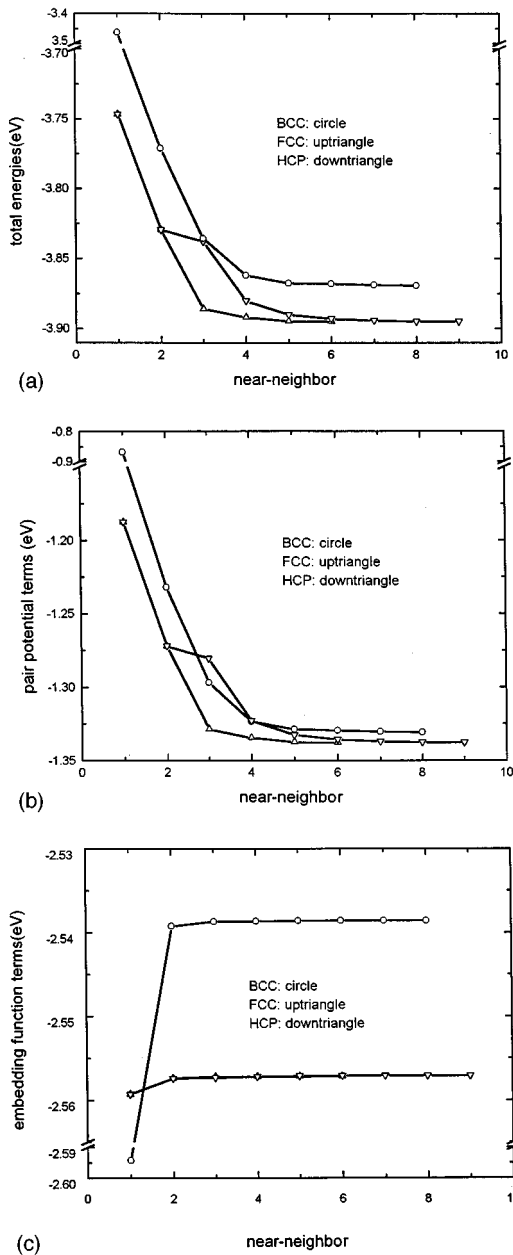 -3.4
-3.5
-3.70
-3.75
-3.80
-3.85
-3.90
total energies(eV)
BCC: circle
FCC: uptriangle
HCP: downtriangle
0 2 4 6 8 10
near-neighbor
(a)
-0.8
-0.9
-1.20
-1.25
-1.30
-1.35
pair potential terms (eV)
BCC: circle
FCC: uptriangle
HCP: downtriangle
0 2 4 6 8 10
near-neighbor
(b)
-2.53
-2.54
-2.55
-2.56
-2.59
-2.60
embedding function terms(eV)
BCC: circle
FCC: uptriangle
HCP: downtriangle
0 2 4 6 8 1
near-neighbor
(c)